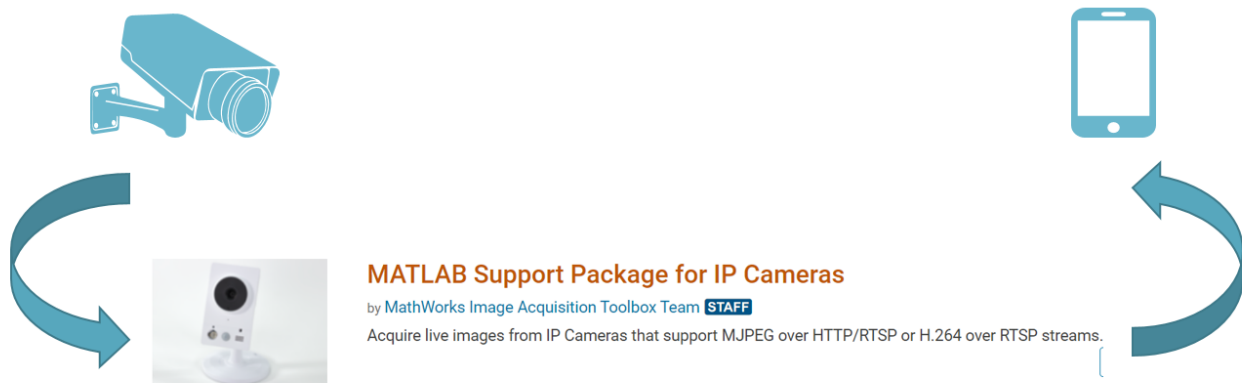 MATLAB Support Package for IP Cameras
by MathWorks Image Acquisition Toolbox Team STAFF
Acquire live images from IP Cameras that support MJPEG over HTTP/RTSP or H.264 over RTSP streams.